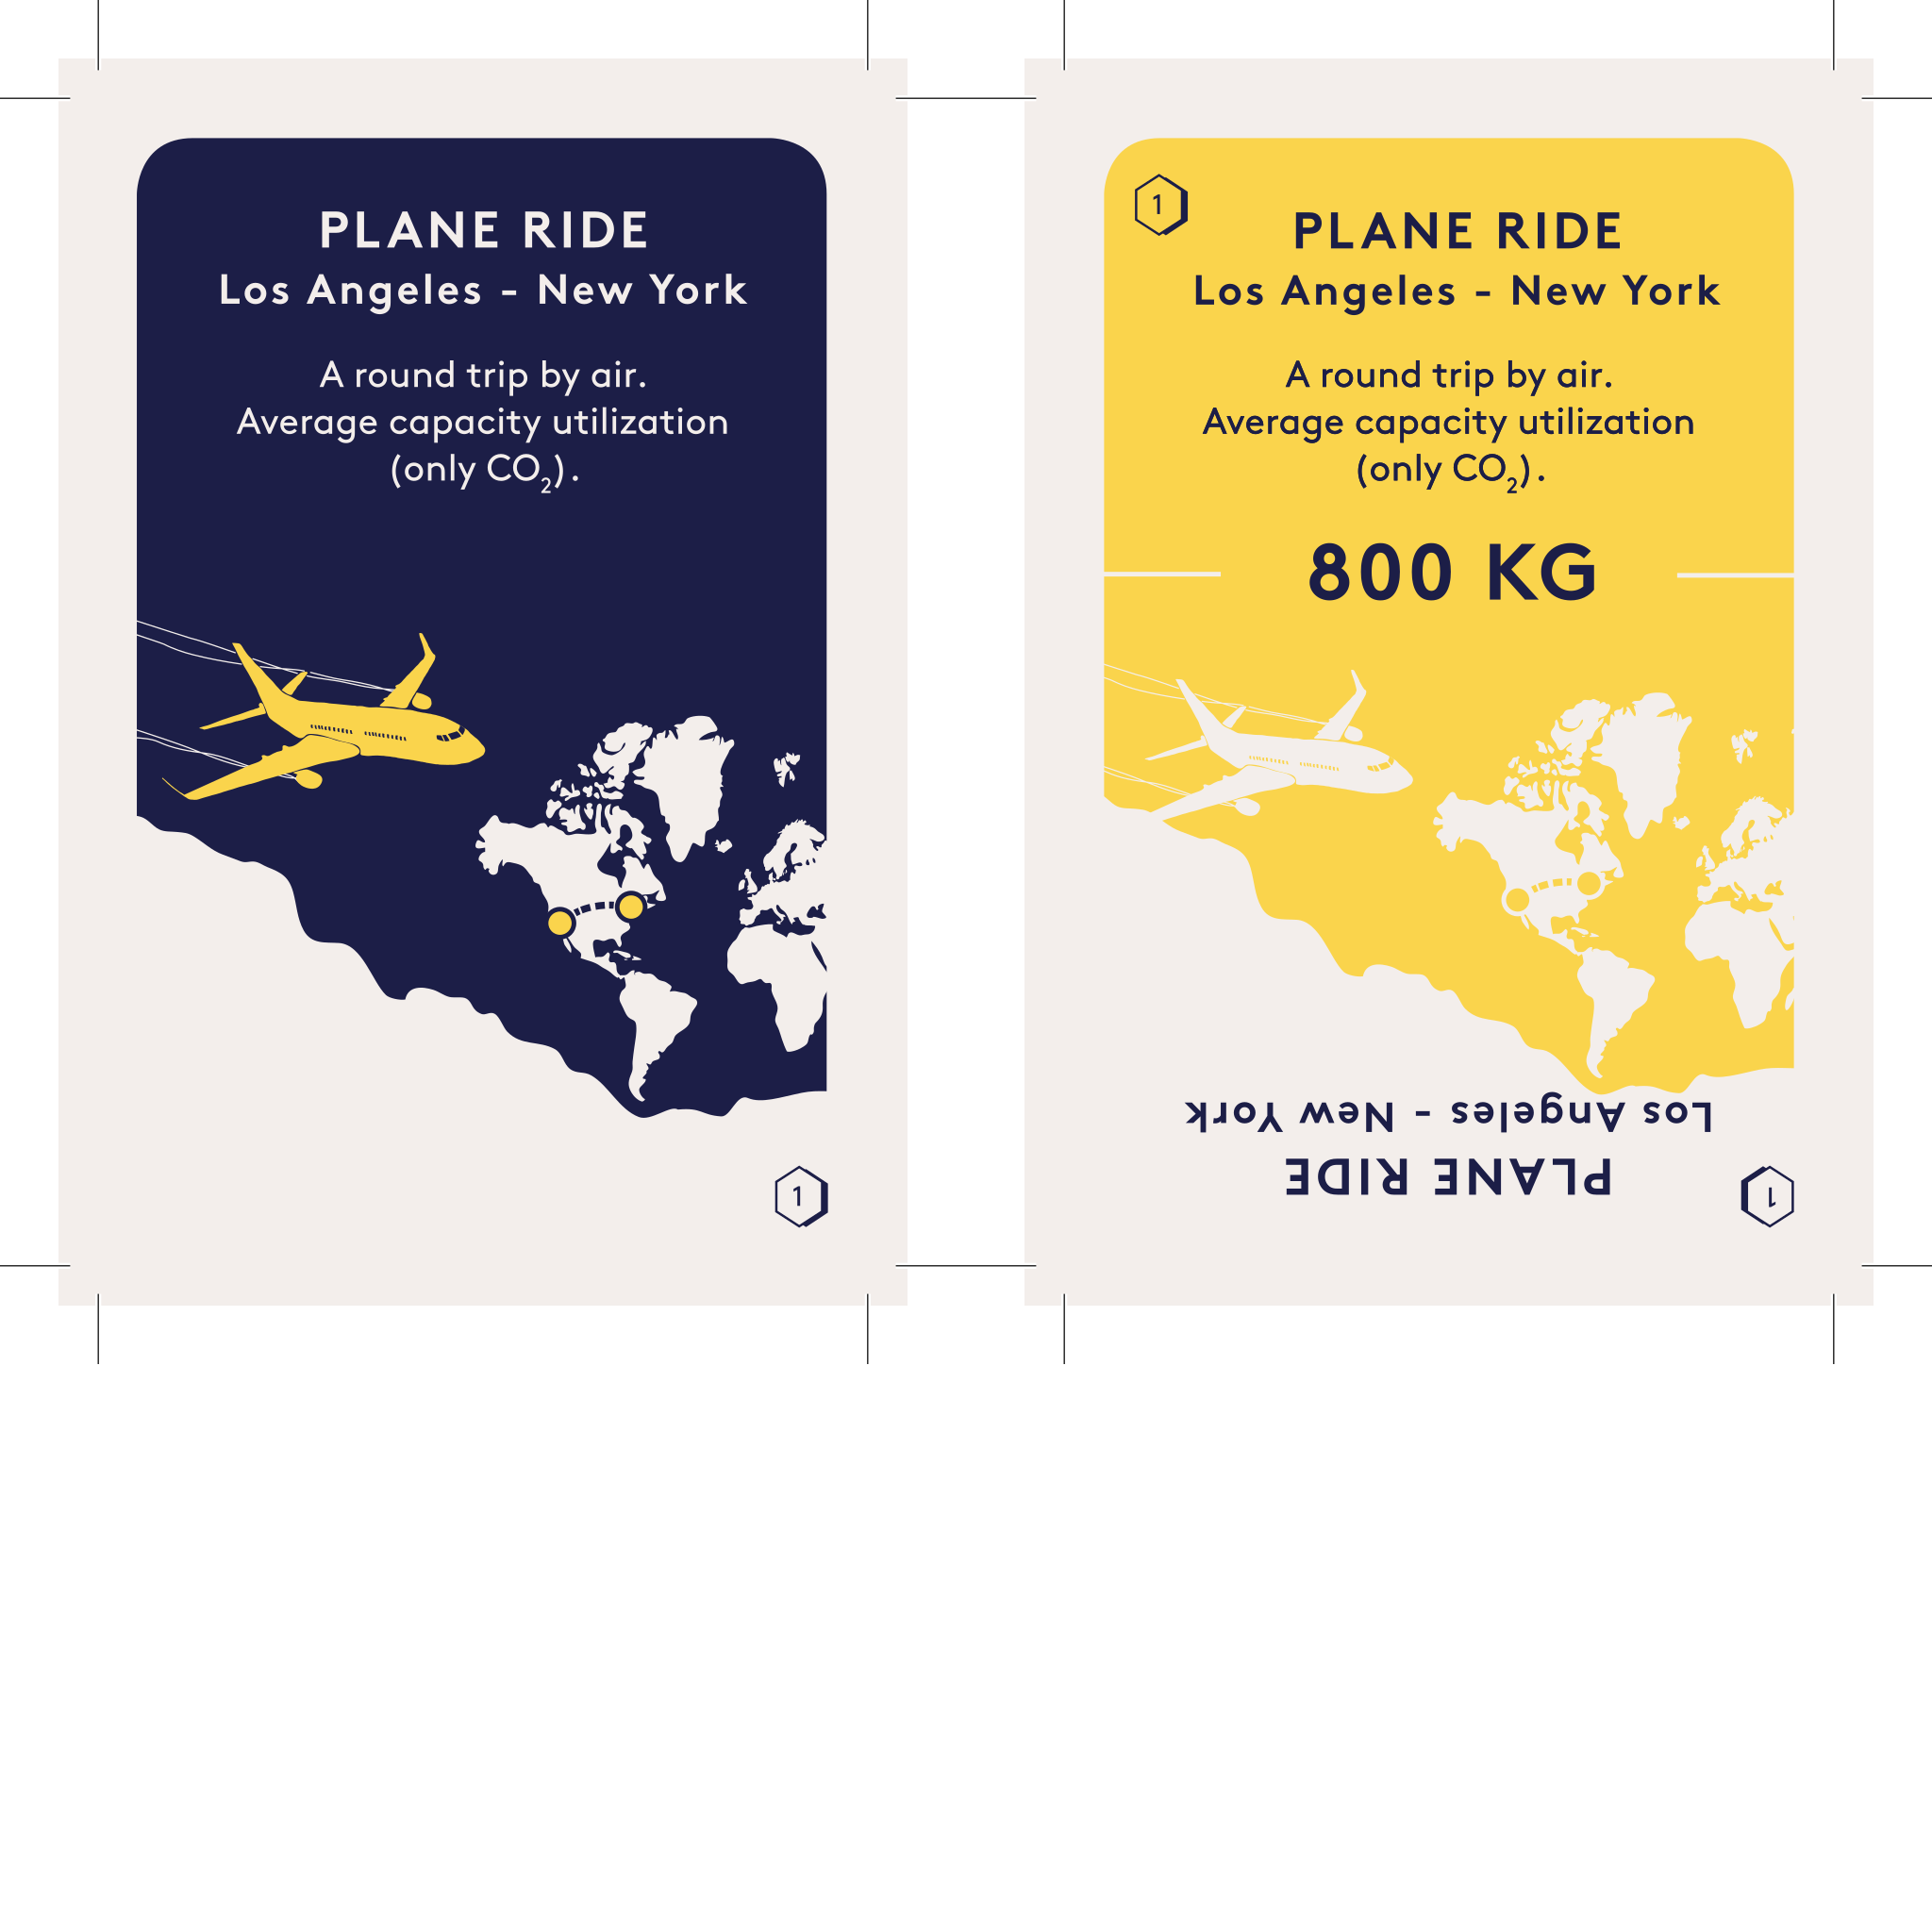 PLANE RIDE
Los Angeles - New York
A round trip by air.
Average capacity utilization
(only CO₂).
1
1
PLANE RIDE
Los Angeles - New York
A round trip by air.
Average capacity utilization
(only CO₂).
800 KG
Los Angeles - New York
PLANE RIDE
1